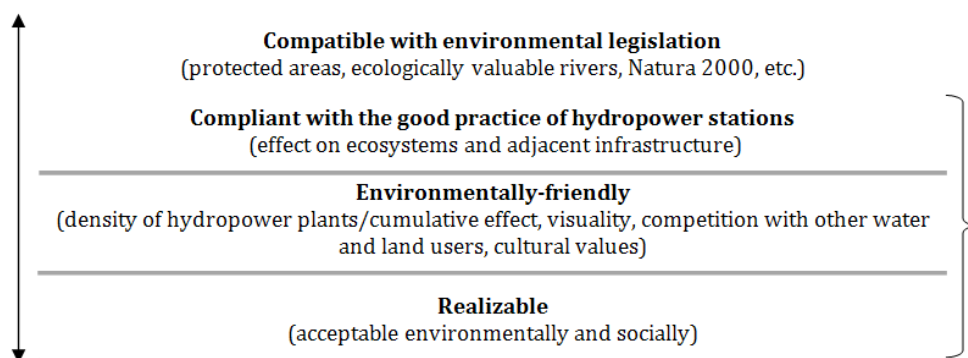 Compatible with environmental legislation
(protected areas, ecologically valuable rivers, Natura 2000, etc.)
Compliant with the good practice of hydropower stations
(effect on ecosystems and adjacent infrastructure)
Environmentally-friendly
(density of hydropower plants/cumulative effect, visuality, competition with other water
and land users, cultural values)
Realizable
(acceptable environmentally and socially)